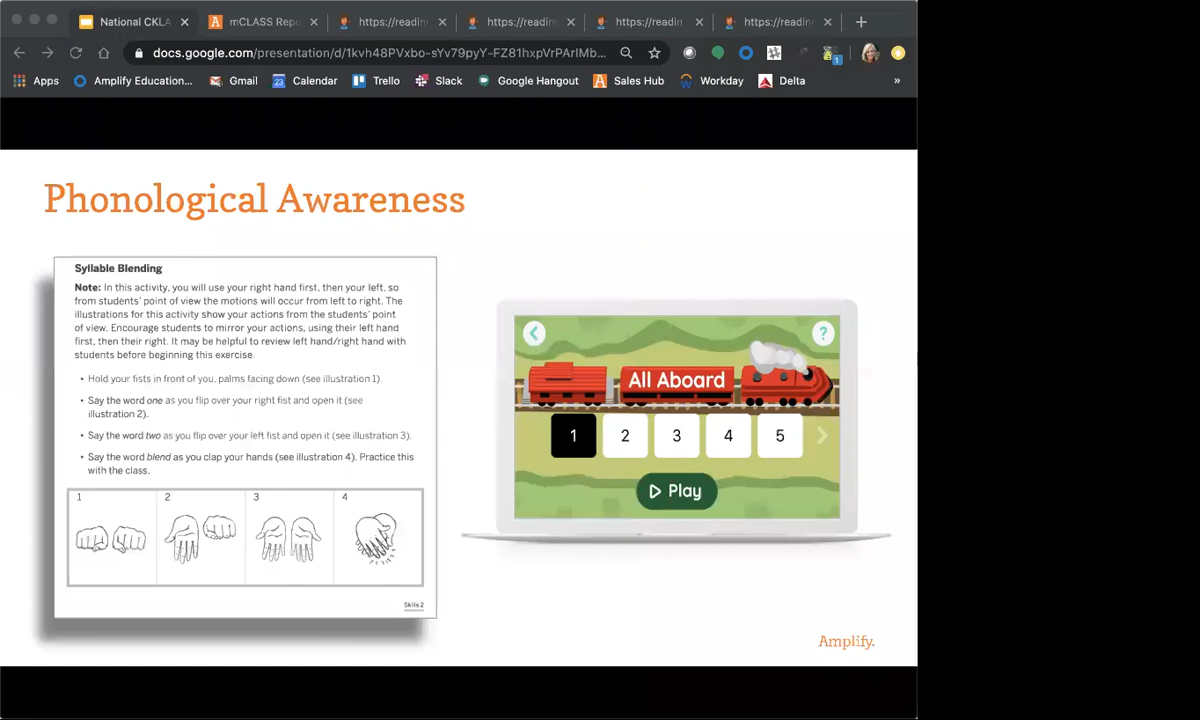 National CKLA
mCLASS Repo
https://readin
https://readin
https://readin
https://readin
docs.google.com/presentation/d/1kvh48PVxbo-sYv79pyY-FZ81hxpVrPArIMb...
1
Apps
Amplify Education...
Gmail
23
Calendar
Trello
Slack
Google Hangout
Sales Hub
Workday
Delta
»
Phonological Awareness
Syllable Blending
Note: In this activity, you will use your right hand first, then your left, so
from students' point of view the motions will occur from left to right. The
illustrations for this activity show your actions from the students' point
of view. Encourage students to mirror your actions, using their left hand
first, then their right. It may be helpful to review left hand/right hand with
students before beginning this exercise.
• Hold your fists in front of you, palms facing down (see illustration 1).
• Say the word one as you flip over your right fist and open it (see
illustration 2).
• Say the word two as you flip over your left fist and open it (see illustration 3).
• Say the word blend as you clap your hands (see illustration 4). Practice this
with the class.
1 2 3 4
Skills 2
?
All Aboard
1 2 3 4 5
Play
Amplify.